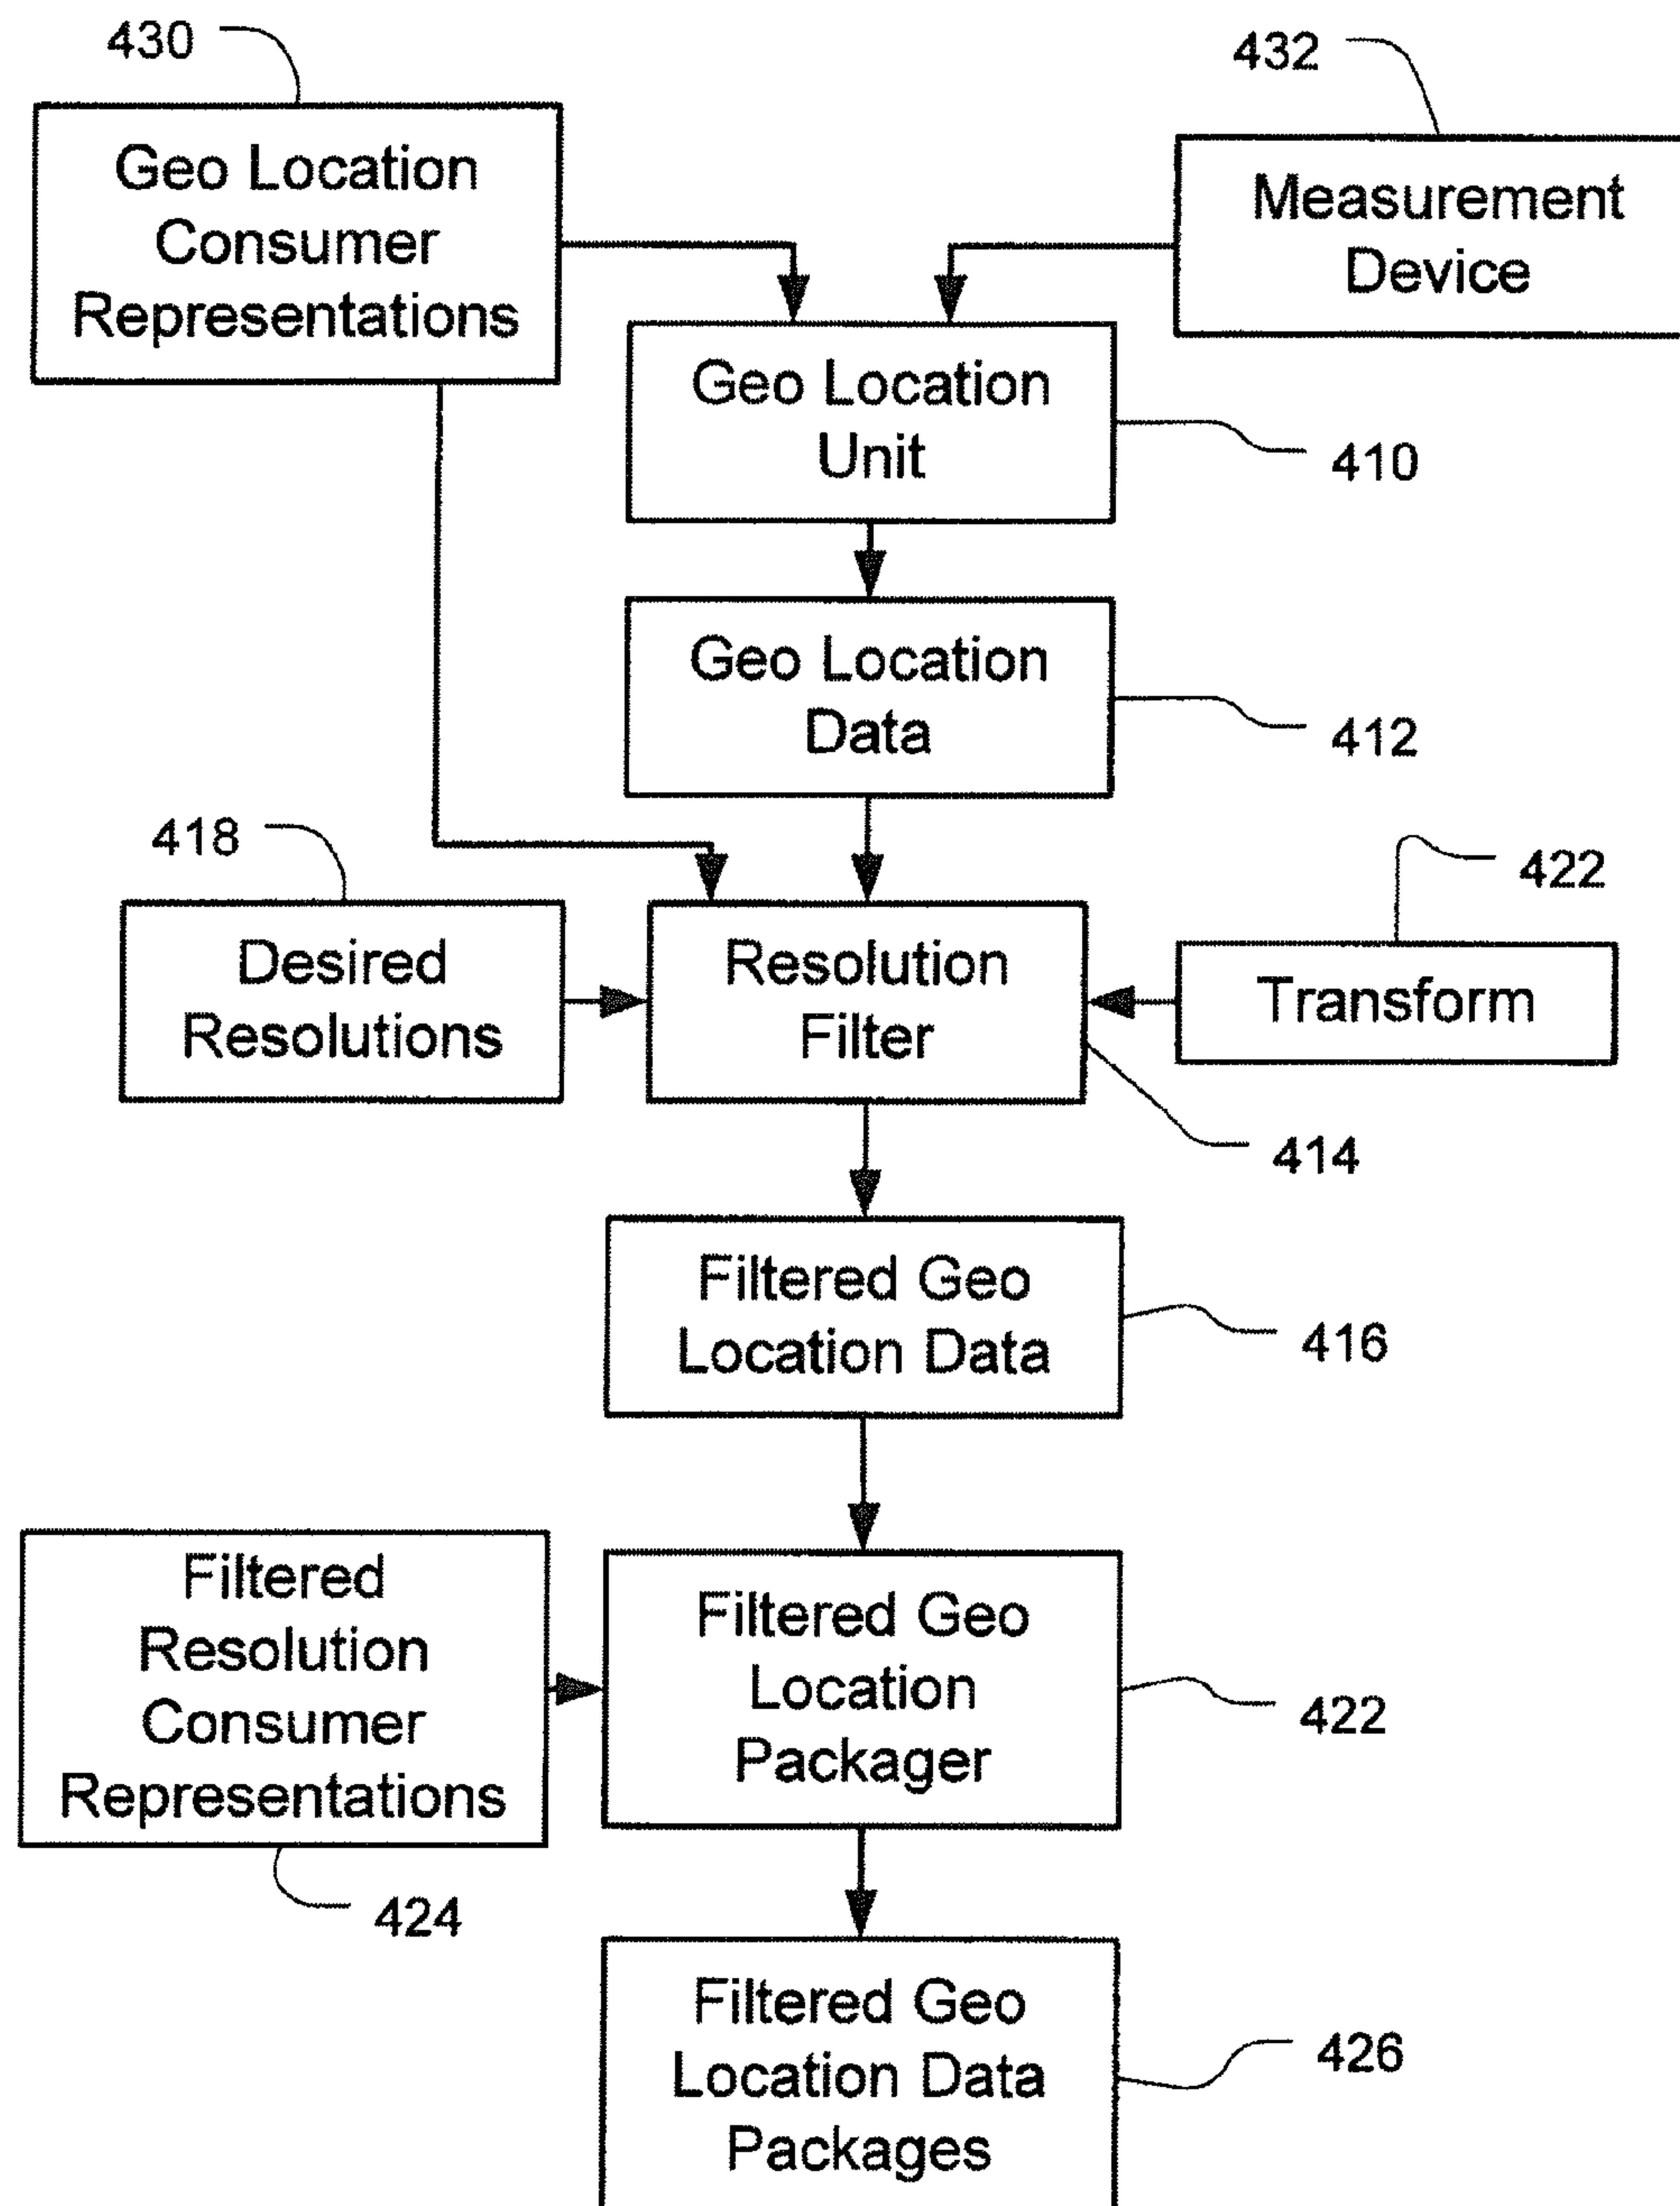 430
432
Geo Location
Consumer
Representations
Measurement
Device
Geo Location
Unit
410
Geo Location
Data
412
418
422
Desired
Resolutions
Resolution
Filter
Transform
414
Filtered Geo
Location Data
416
Filtered
Resolution
Consumer
Representations
Filtered Geo
Location
Packager
422
424
Filtered Geo
Location Data
Packages
426